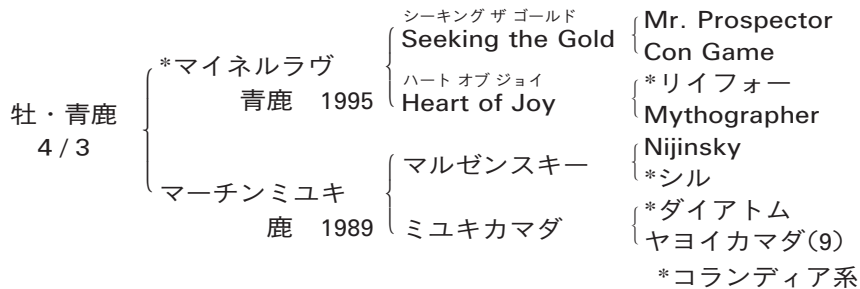 牡・青鹿
4 / 3
*マイネルラヴ
青鹿 1995
マーチンミユキ
鹿 1989
シーキング ザ ゴールド
Seeking the Gold
ハート オブ ジョイ
Heart of Joy
マルゼンスキー
ミユキカマダ
Mr. Prospector
Con Game
*リイフォー
Mythographer
Nijinsky
*シル
*ダイアトム
ヤヨイカマダ(9)
*コランディア系